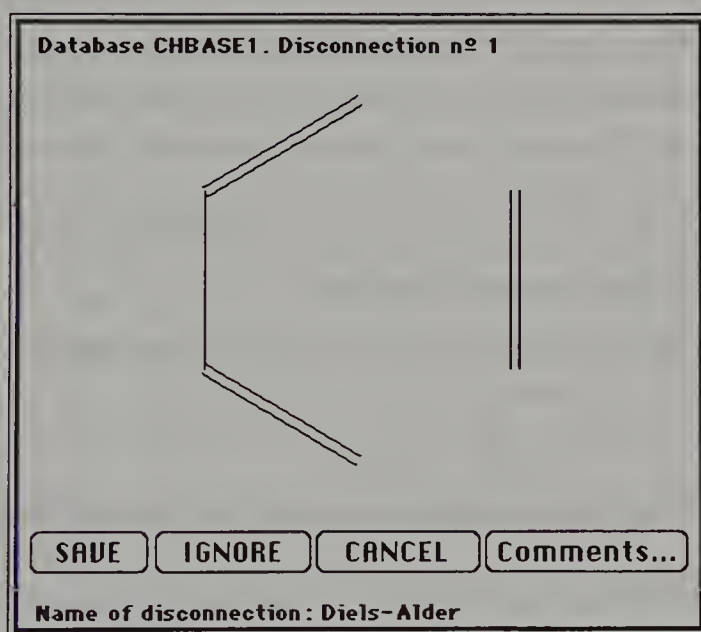 Database CHBASE1. Disconnection nº 1
SAVE IGNORE CANCEL Comments...
Name of disconnection: Diels-Alder